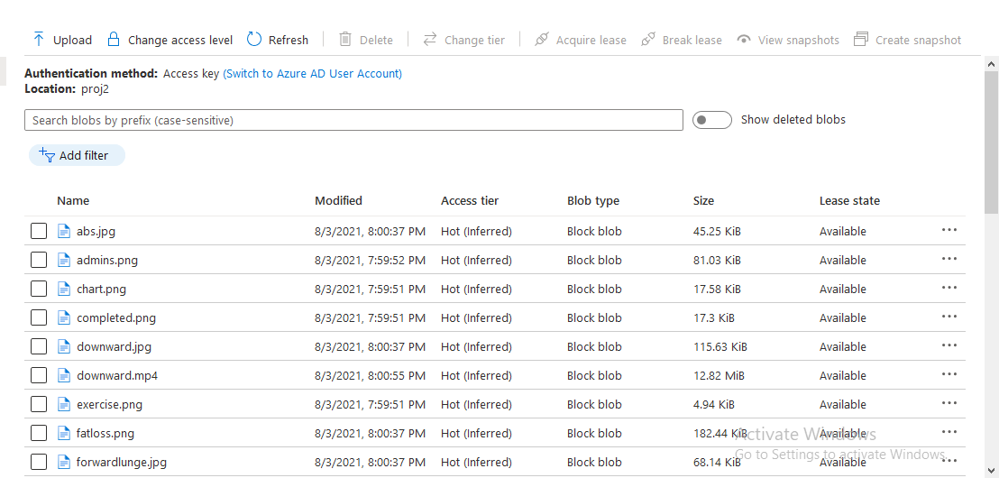 Upload Change access level Refresh Delete Change tier Acquire lease Break lease View snapshots Create snapshot
Authentication method: Access key (Switch to Azure AD User Account)
Location: proj2
Search blobs by prefix (case-sensitive) Show deleted blobs
Add filter
Name Modified Access tier Blob type Size Lease state
abs.jpg 8/3/2021, 8:00:37 PM Hot (Inferred) Block blob 45.25 KiB Available
admins.png 8/3/2021, 7:59:52 PM Hot (Inferred) Block blob 81.03 KiB Available
chart.png 8/3/2021, 7:59:51 PM Hot (Inferred) Block blob 17.58 KiB Available
completed.png 8/3/2021, 7:59:51 PM Hot (Inferred) Block blob 17.3 KiB Available
downward.jpg 8/3/2021, 8:00:37 PM Hot (Inferred) Block blob 115.63 KiB Available
downward.mp4 8/3/2021, 8:00:55 PM Hot (Inferred) Block blob 12.82 MiB Available
exercise.png 8/3/2021, 7:59:51 PM Hot (Inferred) Block blob 4.94 KiB Available
fatloss.png 8/3/2021, 8:00:37 PM Hot (Inferred) Block blob 182.44 KiB Available
Activate Windows
Go to Settings to activate Windows.
forwardlunge.jpg 8/3/2021, 8:00:37 PM Hot (Inferred) Block blob 68.14 KiB Available